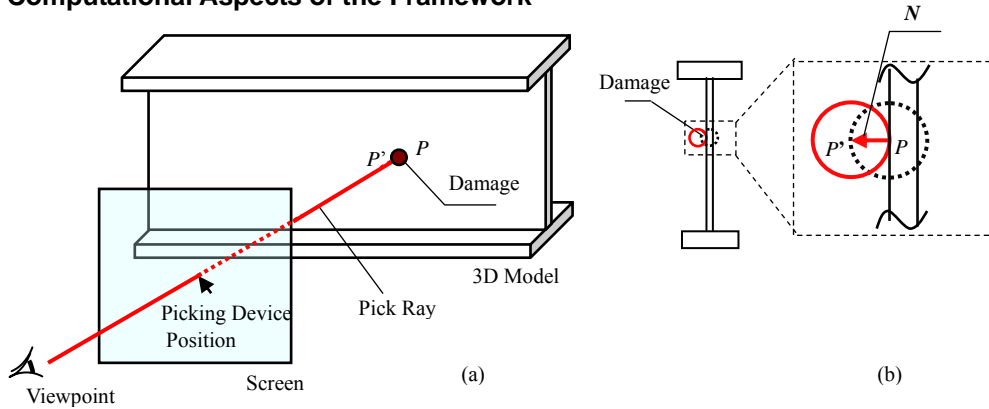 Computational Aspects of the Framework
N
Damage
P'
P
Damage
P'
P
3D Model
Pick Ray
Picking Device
Position
Viewpoint
Screen
(a)
(b)